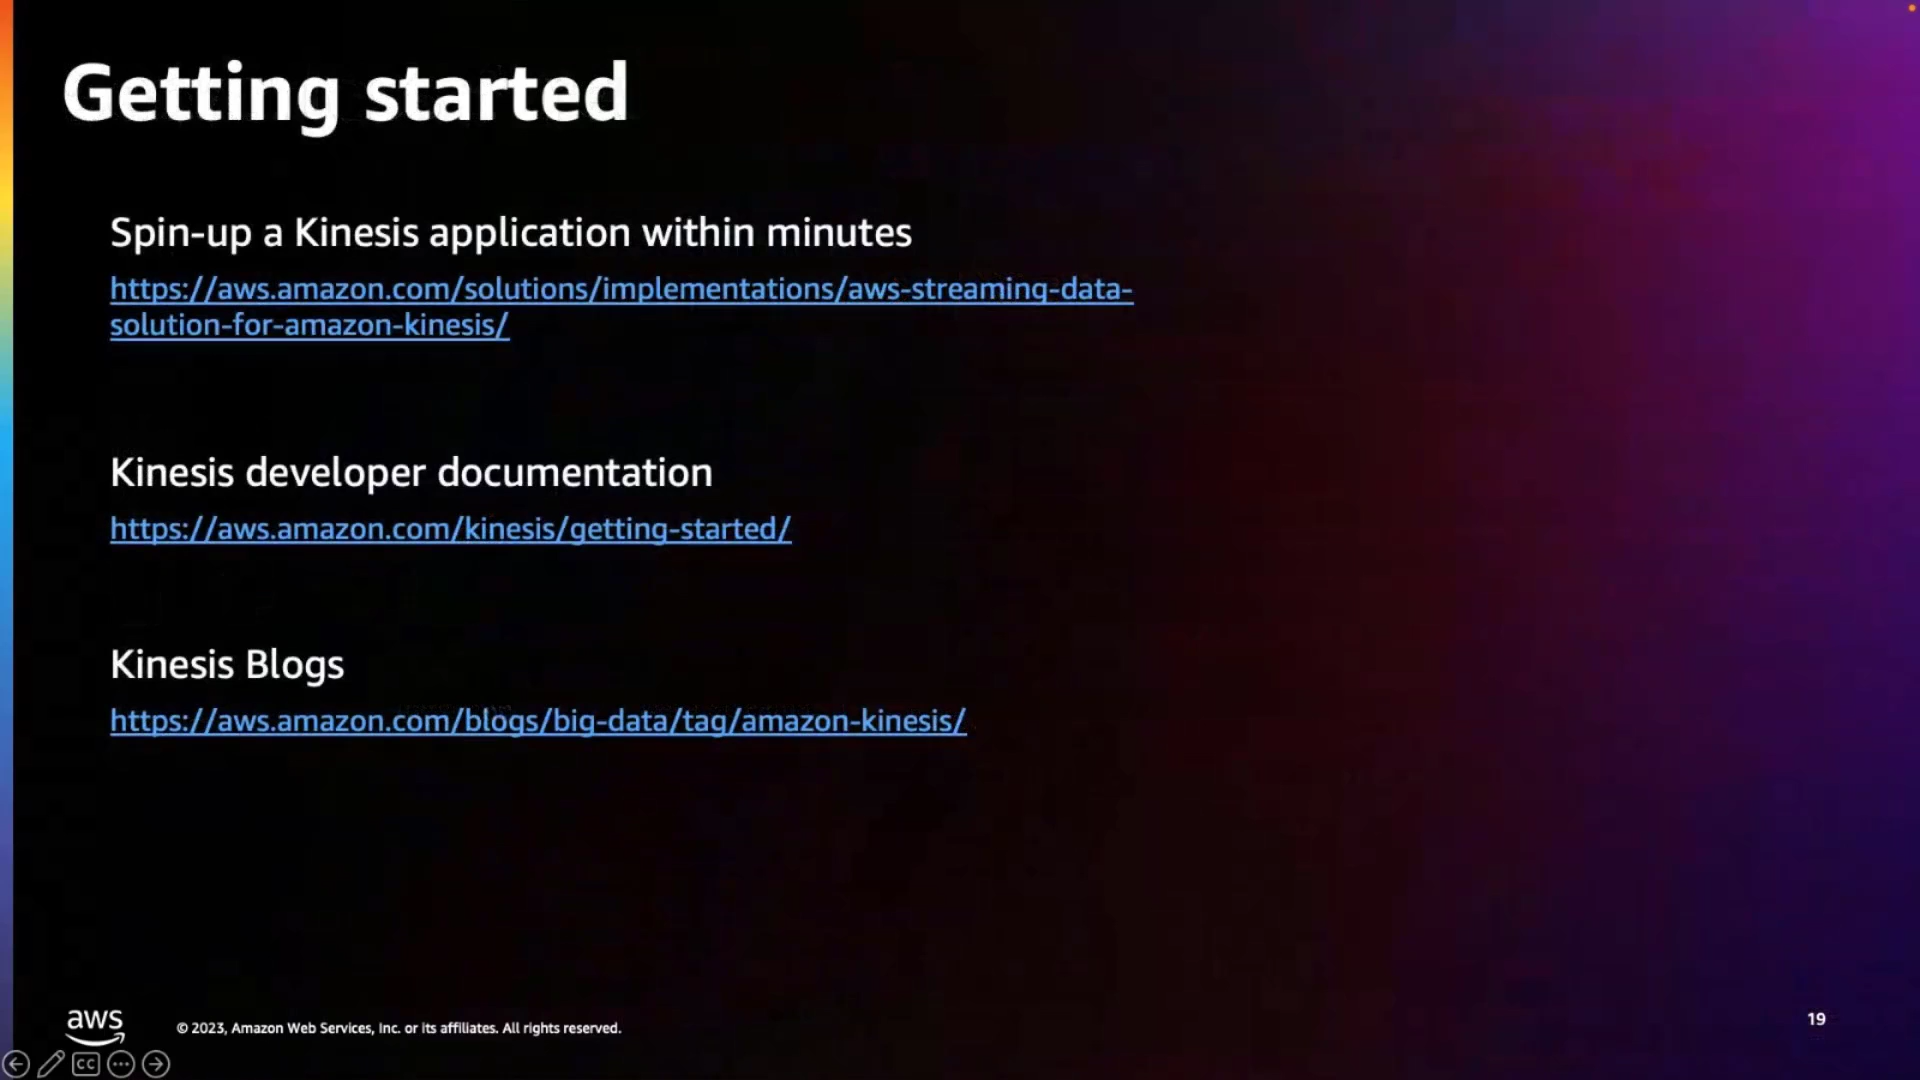 Getting started
Spin-up a Kinesis application within minutes
https://aws.amazon.com/solutions/implementations/aws-streaming-data-
solution-for-amazon-kinesis/
Kinesis developer documentation
https://aws.amazon.com/kinesis/getting-started/
Kinesis Blogs
https://aws.amazon.com/blogs/big-data/tag/amazon-kinesis/
aws
© 2023, Amazon Web Services, Inc. or its affiliates. All rights reserved.
19
CC